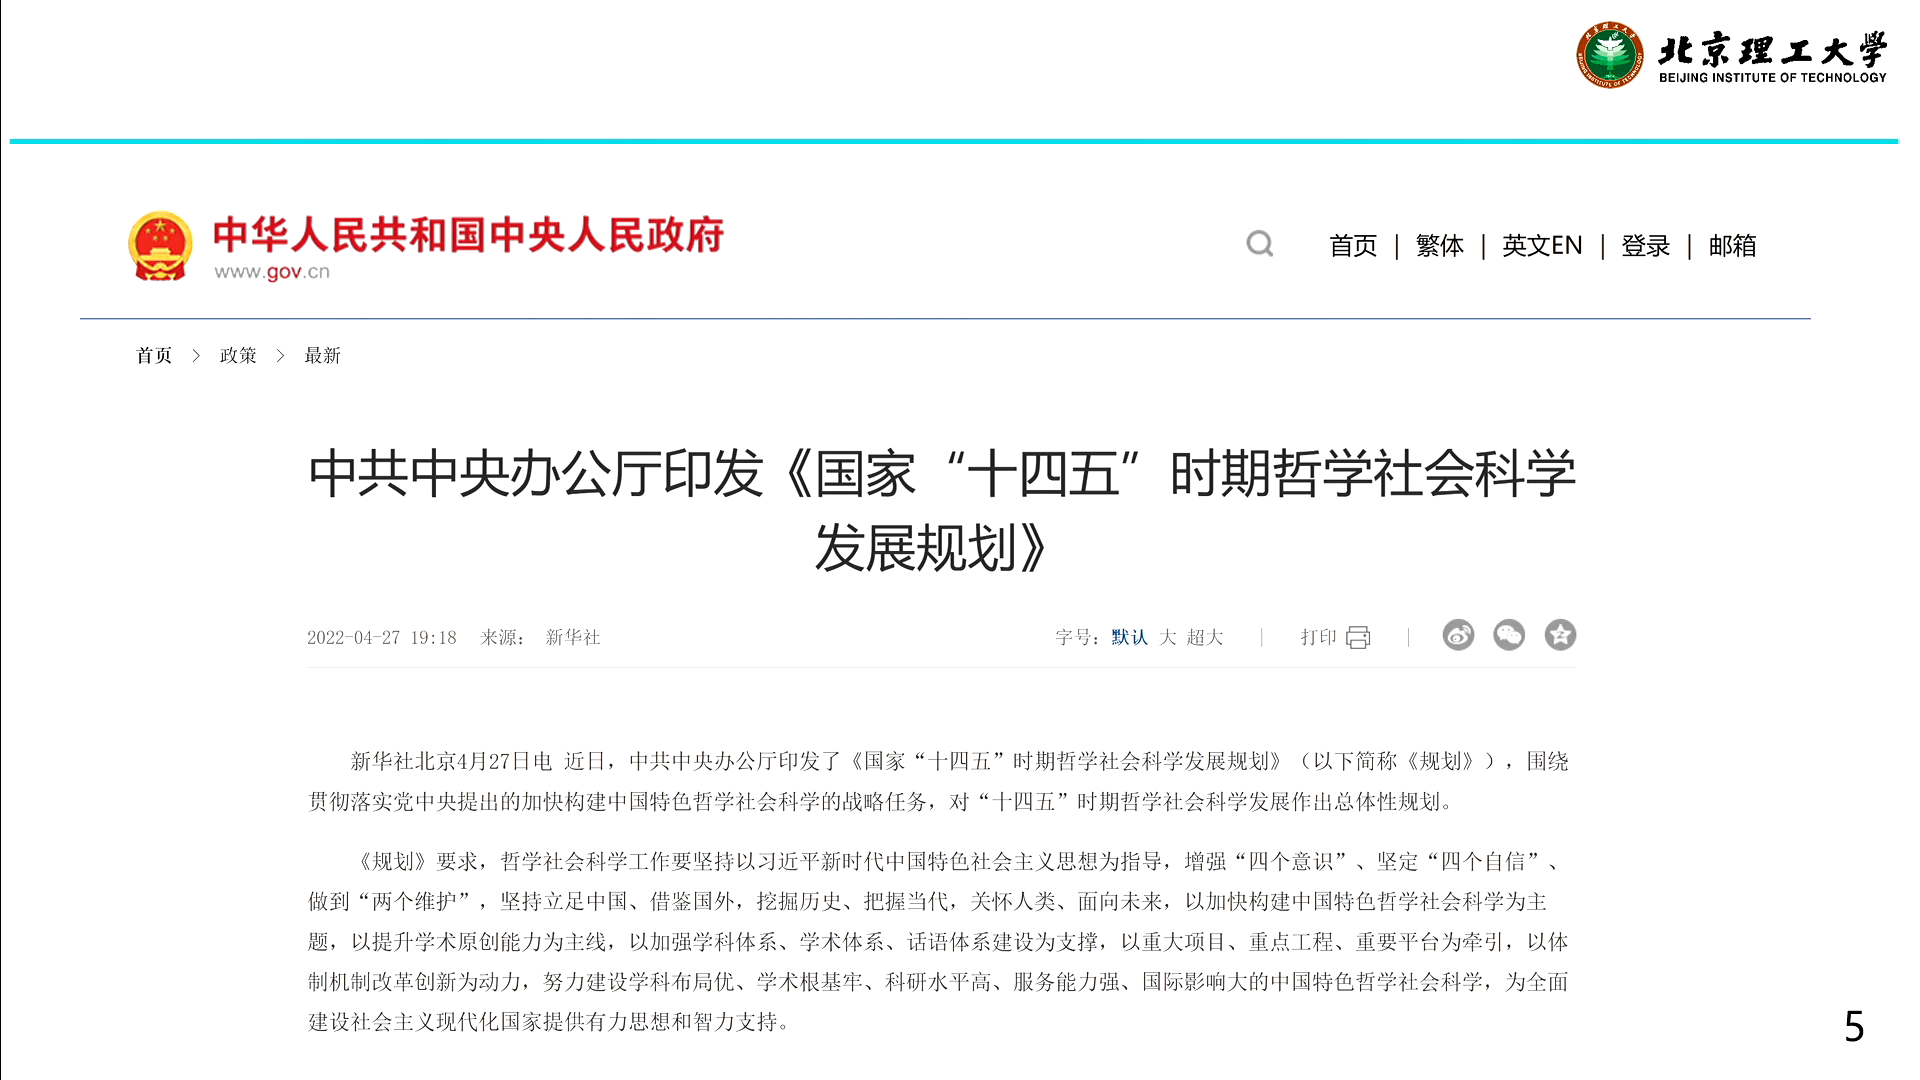 北京理工大学
BEIJING INSTITUTE OF TECHNOLOGY
中华人民共和国中央人民政府
www.gov.cn
首页 | 繁体 | 英文EN | 登录 | 邮箱
首页 > 政策 > 最新
中共中央办公厅印发《国家“十四五”时期哲学社会科学
发展规划》
2022-04-27 19:18 来源： 新华社
字号：默认 大 超大 | 打印 |
新华社北京4月27日电 近日，中共中央办公厅印发了《国家“十四五”时期哲学社会科学发展规划》（以下简称《规划》），围绕
贯彻落实党中央提出的加快构建中国特色哲学社会科学的战略任务，对“十四五”时期哲学社会科学发展作出总体性规划。
《规划》要求，哲学社会科学工作要坚持以习近平新时代中国特色社会主义思想为指导，增强“四个意识”、坚定“四个自信”、
做到“两个维护”，坚持立足中国、借鉴国外，挖掘历史、把握当代，关怀人类、面向未来，以加快构建中国特色哲学社会科学为主
题，以提升学术原创能力为主线，以加强学科体系、学术体系、话语体系建设为支撑，以重大项目、重点工程、重要平台为牵引，以体
制机制改革创新为动力，努力建设学科布局优、学术根基牢、科研水平高、服务能力强、国际影响大的中国特色哲学社会科学，为全面
建设社会主义现代化国家提供有力思想和智力支持。
5